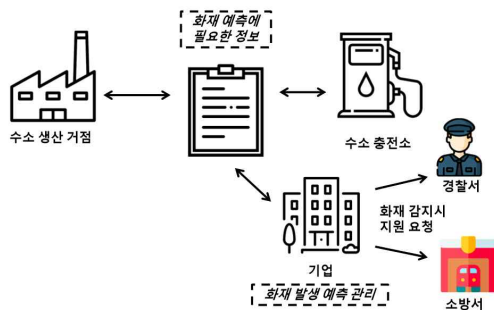 화재 예측에
필요한 정보
수소 생산 거점
수소 충전소
경찰서
화재 감지시
지원 요청
기업
화재 발생 예측 관리
소방서